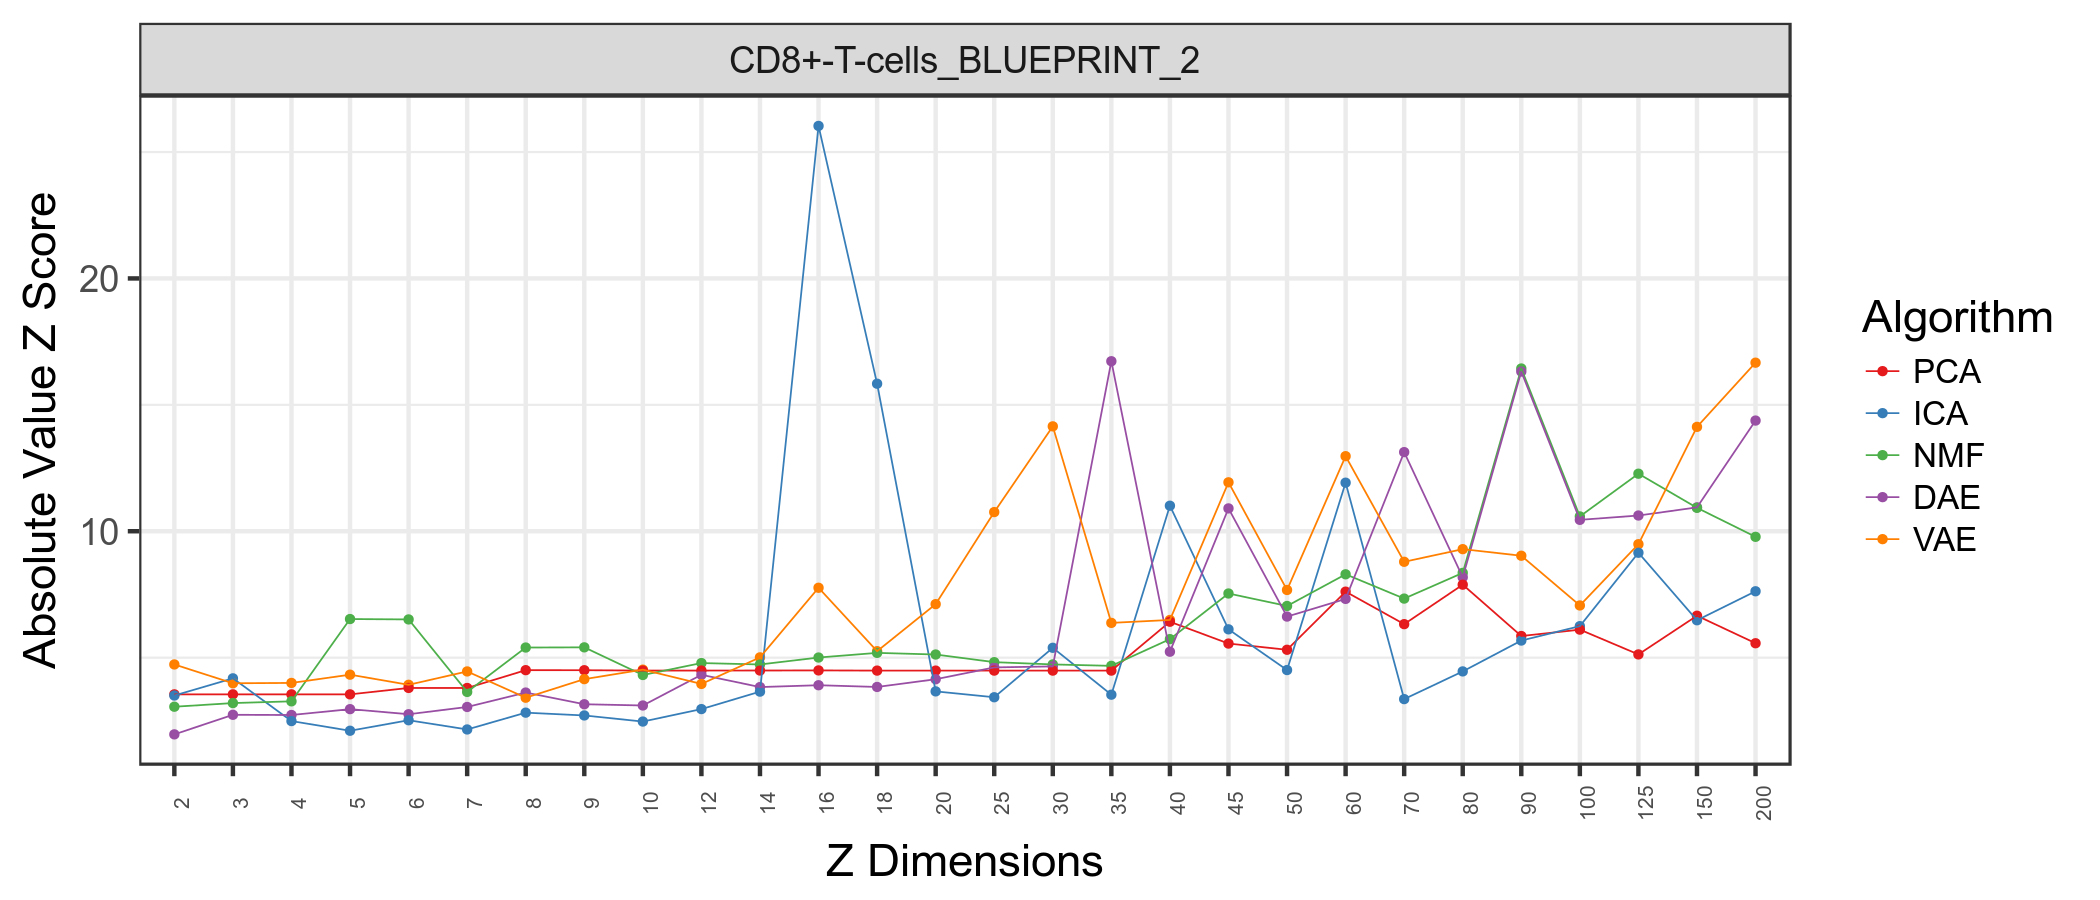 CD8+-T-cells_BLUEPRINT_2
Absolute Value Z Score
20
10
2 3 4 5 6 7 8 9 10 12 14 16 18 20 25 30 35 40 45 50 60 70 80 90 100 125 150 200
Z Dimensions
Algorithm
PCA
ICA
NMF
DAE
VAE